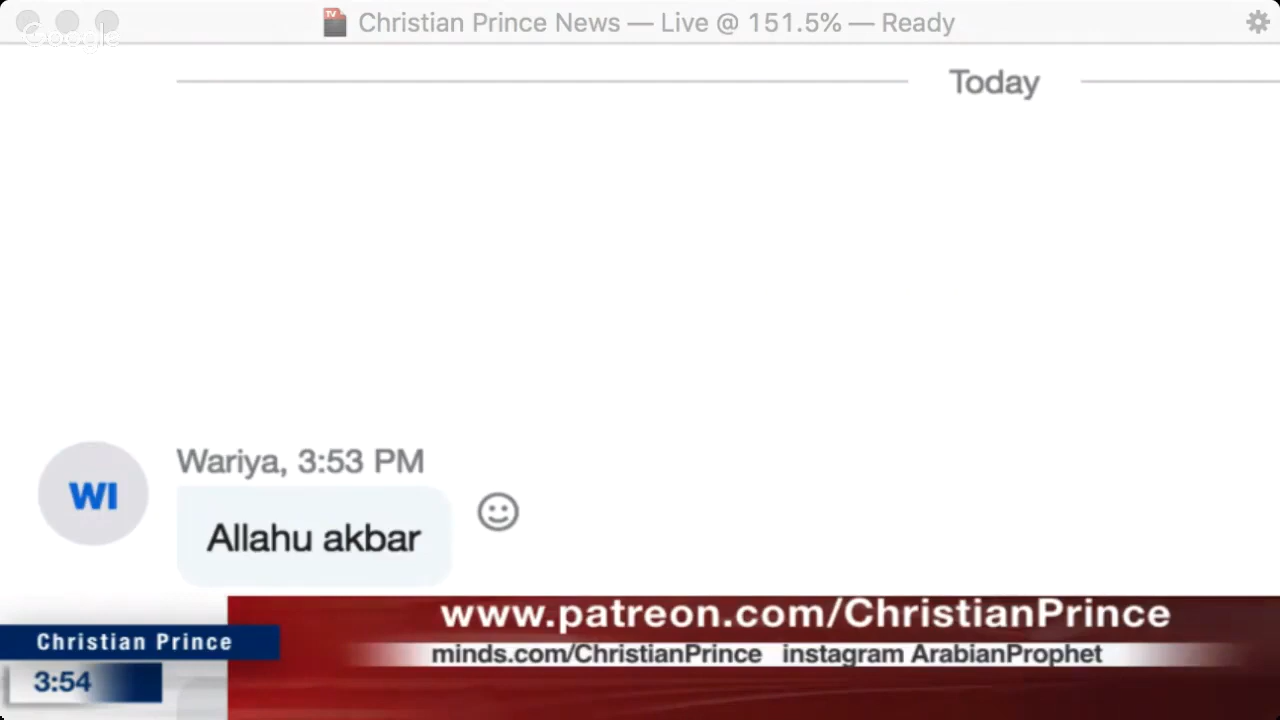 Christian Prince News — Live @ 151.5% — Ready
Google
Today
Wariya, 3:53 PM
WI
Allahu akbar
www.patreon.com/ChristianPrince
Christian Prince
minds.com/ChristianPrince instagram ArabianProphet
3:54